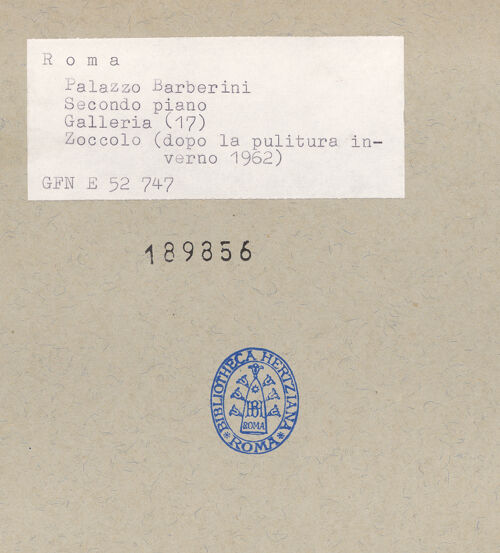 Roma
Palazzo Barberini
Secondo piano
Galleria (17)
Zoccolo (dopo la pulitura in-
verno 1962)
GFN E 52 747
189856
BIBLIOTHECA HERTZIANA
BH
ROMA
* ROMA *